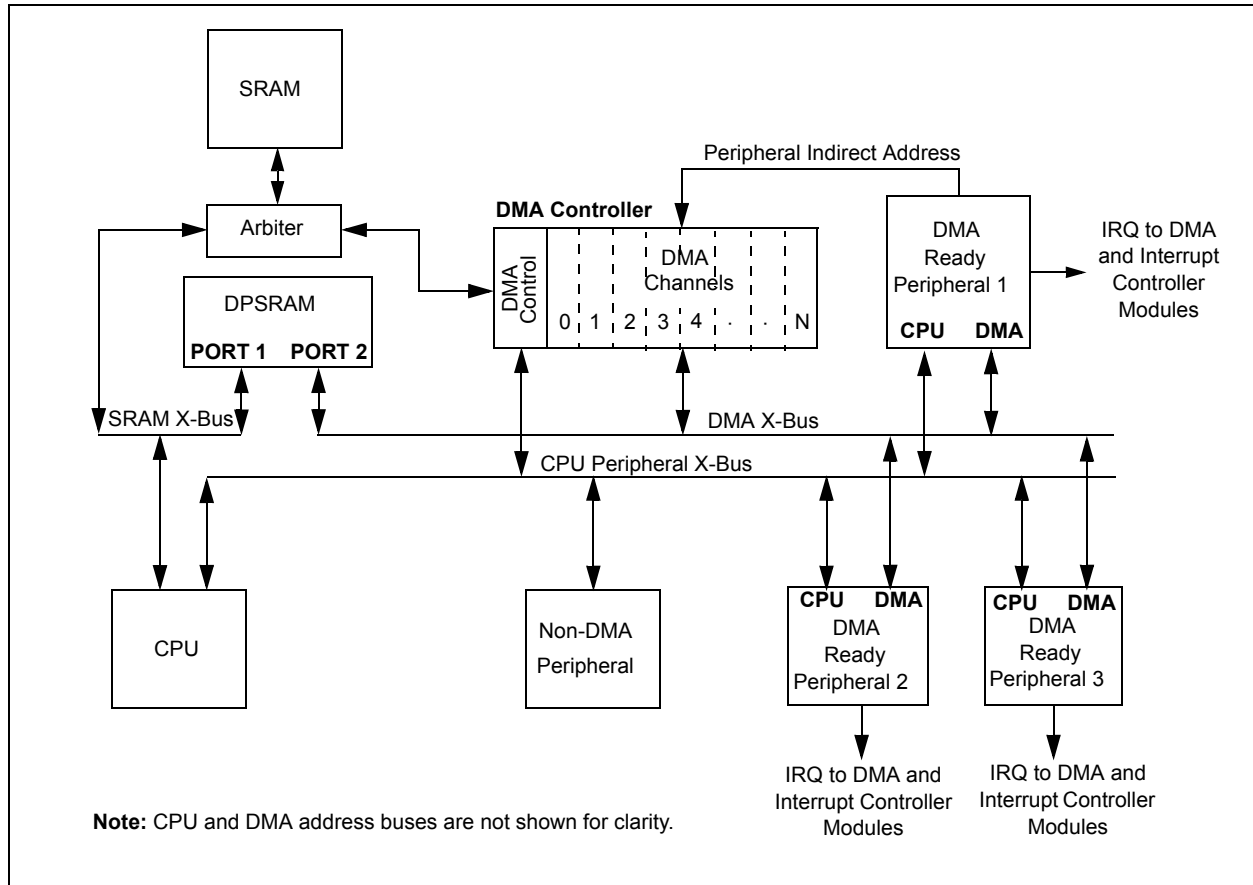 SRAM
Peripheral Indirect Address
Arbiter
DMA Controller
DMA
Control
DMA
Channels
0 1 2 3 4 . . N
DMA
Ready
Peripheral 1
CPU DMA
IRQ to DMA
and Interrupt
Controller
Modules
DPSRAM
PORT 1 PORT 2
SRAM X-Bus
DMA X-Bus
CPU Peripheral X-Bus
CPU
Non-DMA
Peripheral
CPU DMA
DMA
Ready
Peripheral 2
CPU DMA
DMA
Ready
Peripheral 3
IRQ to DMA and
Interrupt Controller
Modules
IRQ to DMA and
Interrupt Controller
Modules
Note: CPU and DMA address buses are not shown for clarity.